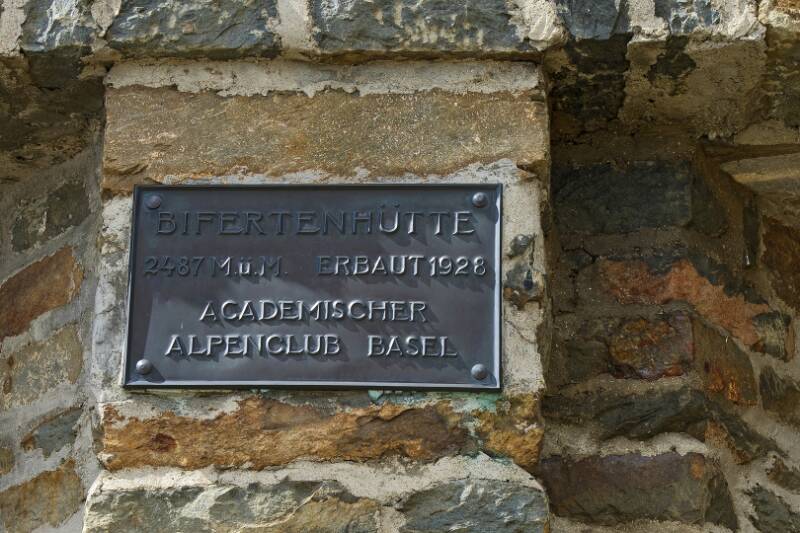 BIFERTENHÜTTE
2487 M.ü.M. ERBAUT 1928
ACADEMISCHER
ALPENCLUB BASEL